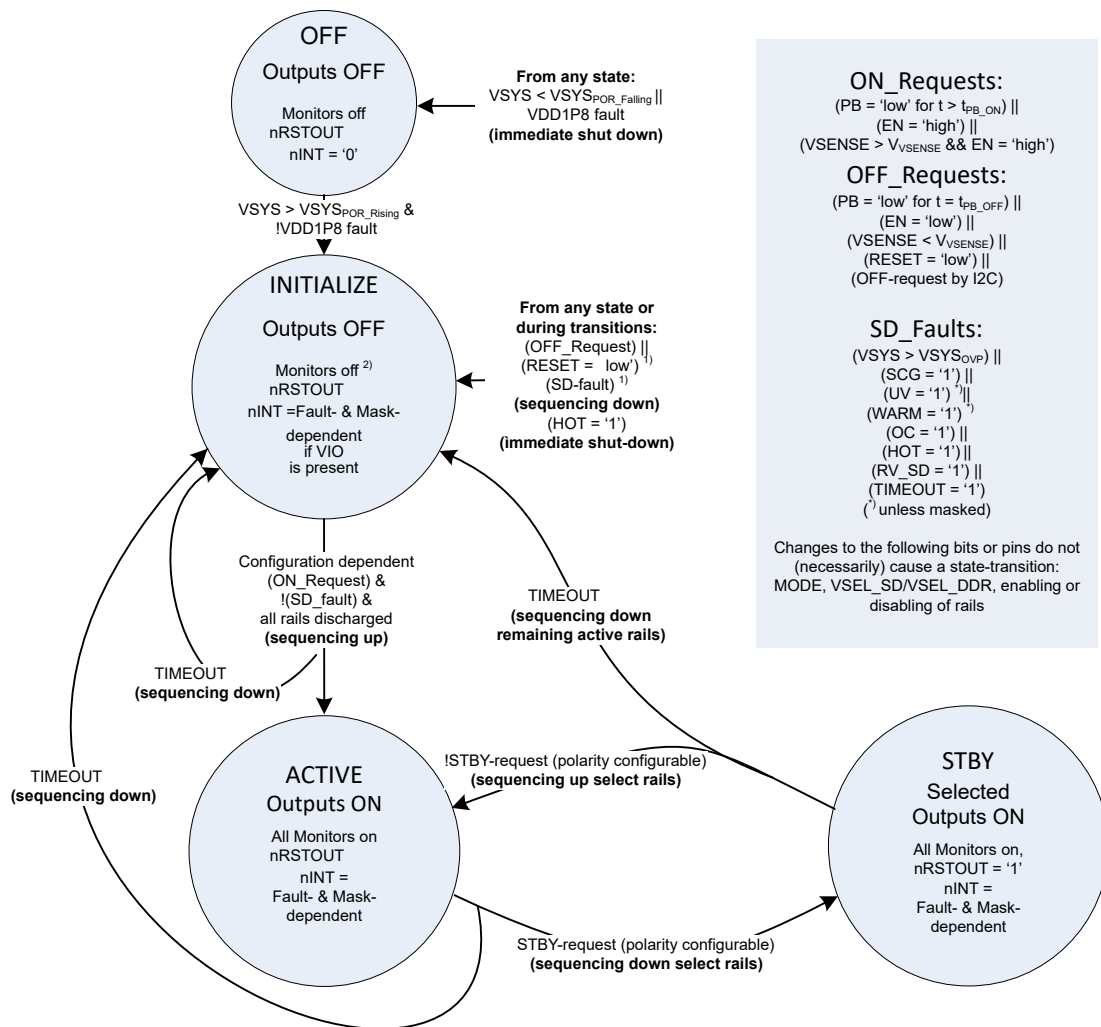 OFF
Outputs OFF
Monitors off
nRSTOUT
nINT = ‘0’
From any state:
VSYS < VSYSPOR_Falling ||
VDD1P8 fault
(immediate shut down)
VSYS > VSYSPOR_Rising &
!VDD1P8 fault
INITIALIZE
Outputs OFF
Monitors off 2)
nRSTOUT
nINT =Fault- & Mask-
dependent
if VIO
is present
From any state or
during transitions:
(OFF_Request) ||
(RESET = low’) 1)
(SD-fault) 1)
(sequencing down)
(HOT = ‘1’)
(immediate shut-down)
Configuration dependent
(ON_Request) &
!(SD_fault) &
all rails discharged
(sequencing up)
TIMEOUT
(sequencing down)
TIMEOUT
(sequencing down
remaining active rails)
TIMEOUT
(sequencing down)
!STBY-request (polarity configurable)
(sequencing up select rails)
ACTIVE
Outputs ON
All Monitors on
nRSTOUT
nINT =
Fault- & Mask-
dependent
STBY-request (polarity configurable)
(sequencing down select rails)
STBY
Selected
Outputs ON
All Monitors on,
nRSTOUT = ‘1’
nINT =
Fault- & Mask-
dependent
ON_Requests:
(PB = ‘low’ for t > tPB_ON) ||
(EN = ‘high’) ||
(VSENSE > VVSENSE && EN = ‘high’)
OFF_Requests:
(PB = ‘low’ for t = tPB_OFF) ||
(EN = ‘low’) ||
(VSENSE < VVSENSE) ||
(RESET = ‘low’) ||
(OFF-request by I2C)
SD_Faults:
(VSYS > VSYSOVP) ||
(SCG = ‘1’) ||
(UV = ‘1’) *)||
(WARM = ‘1’) *)
(OC = ‘1’) ||
(HOT = ‘1’) ||
(RV_SD = ‘1’) ||
(TIMEOUT = ‘1’)
(*) unless masked)
Changes to the following bits or pins do not
(necessarily) cause a state-transition:
MODE, VSEL_SD/VSEL_DDR, enabling or
disabling of rails